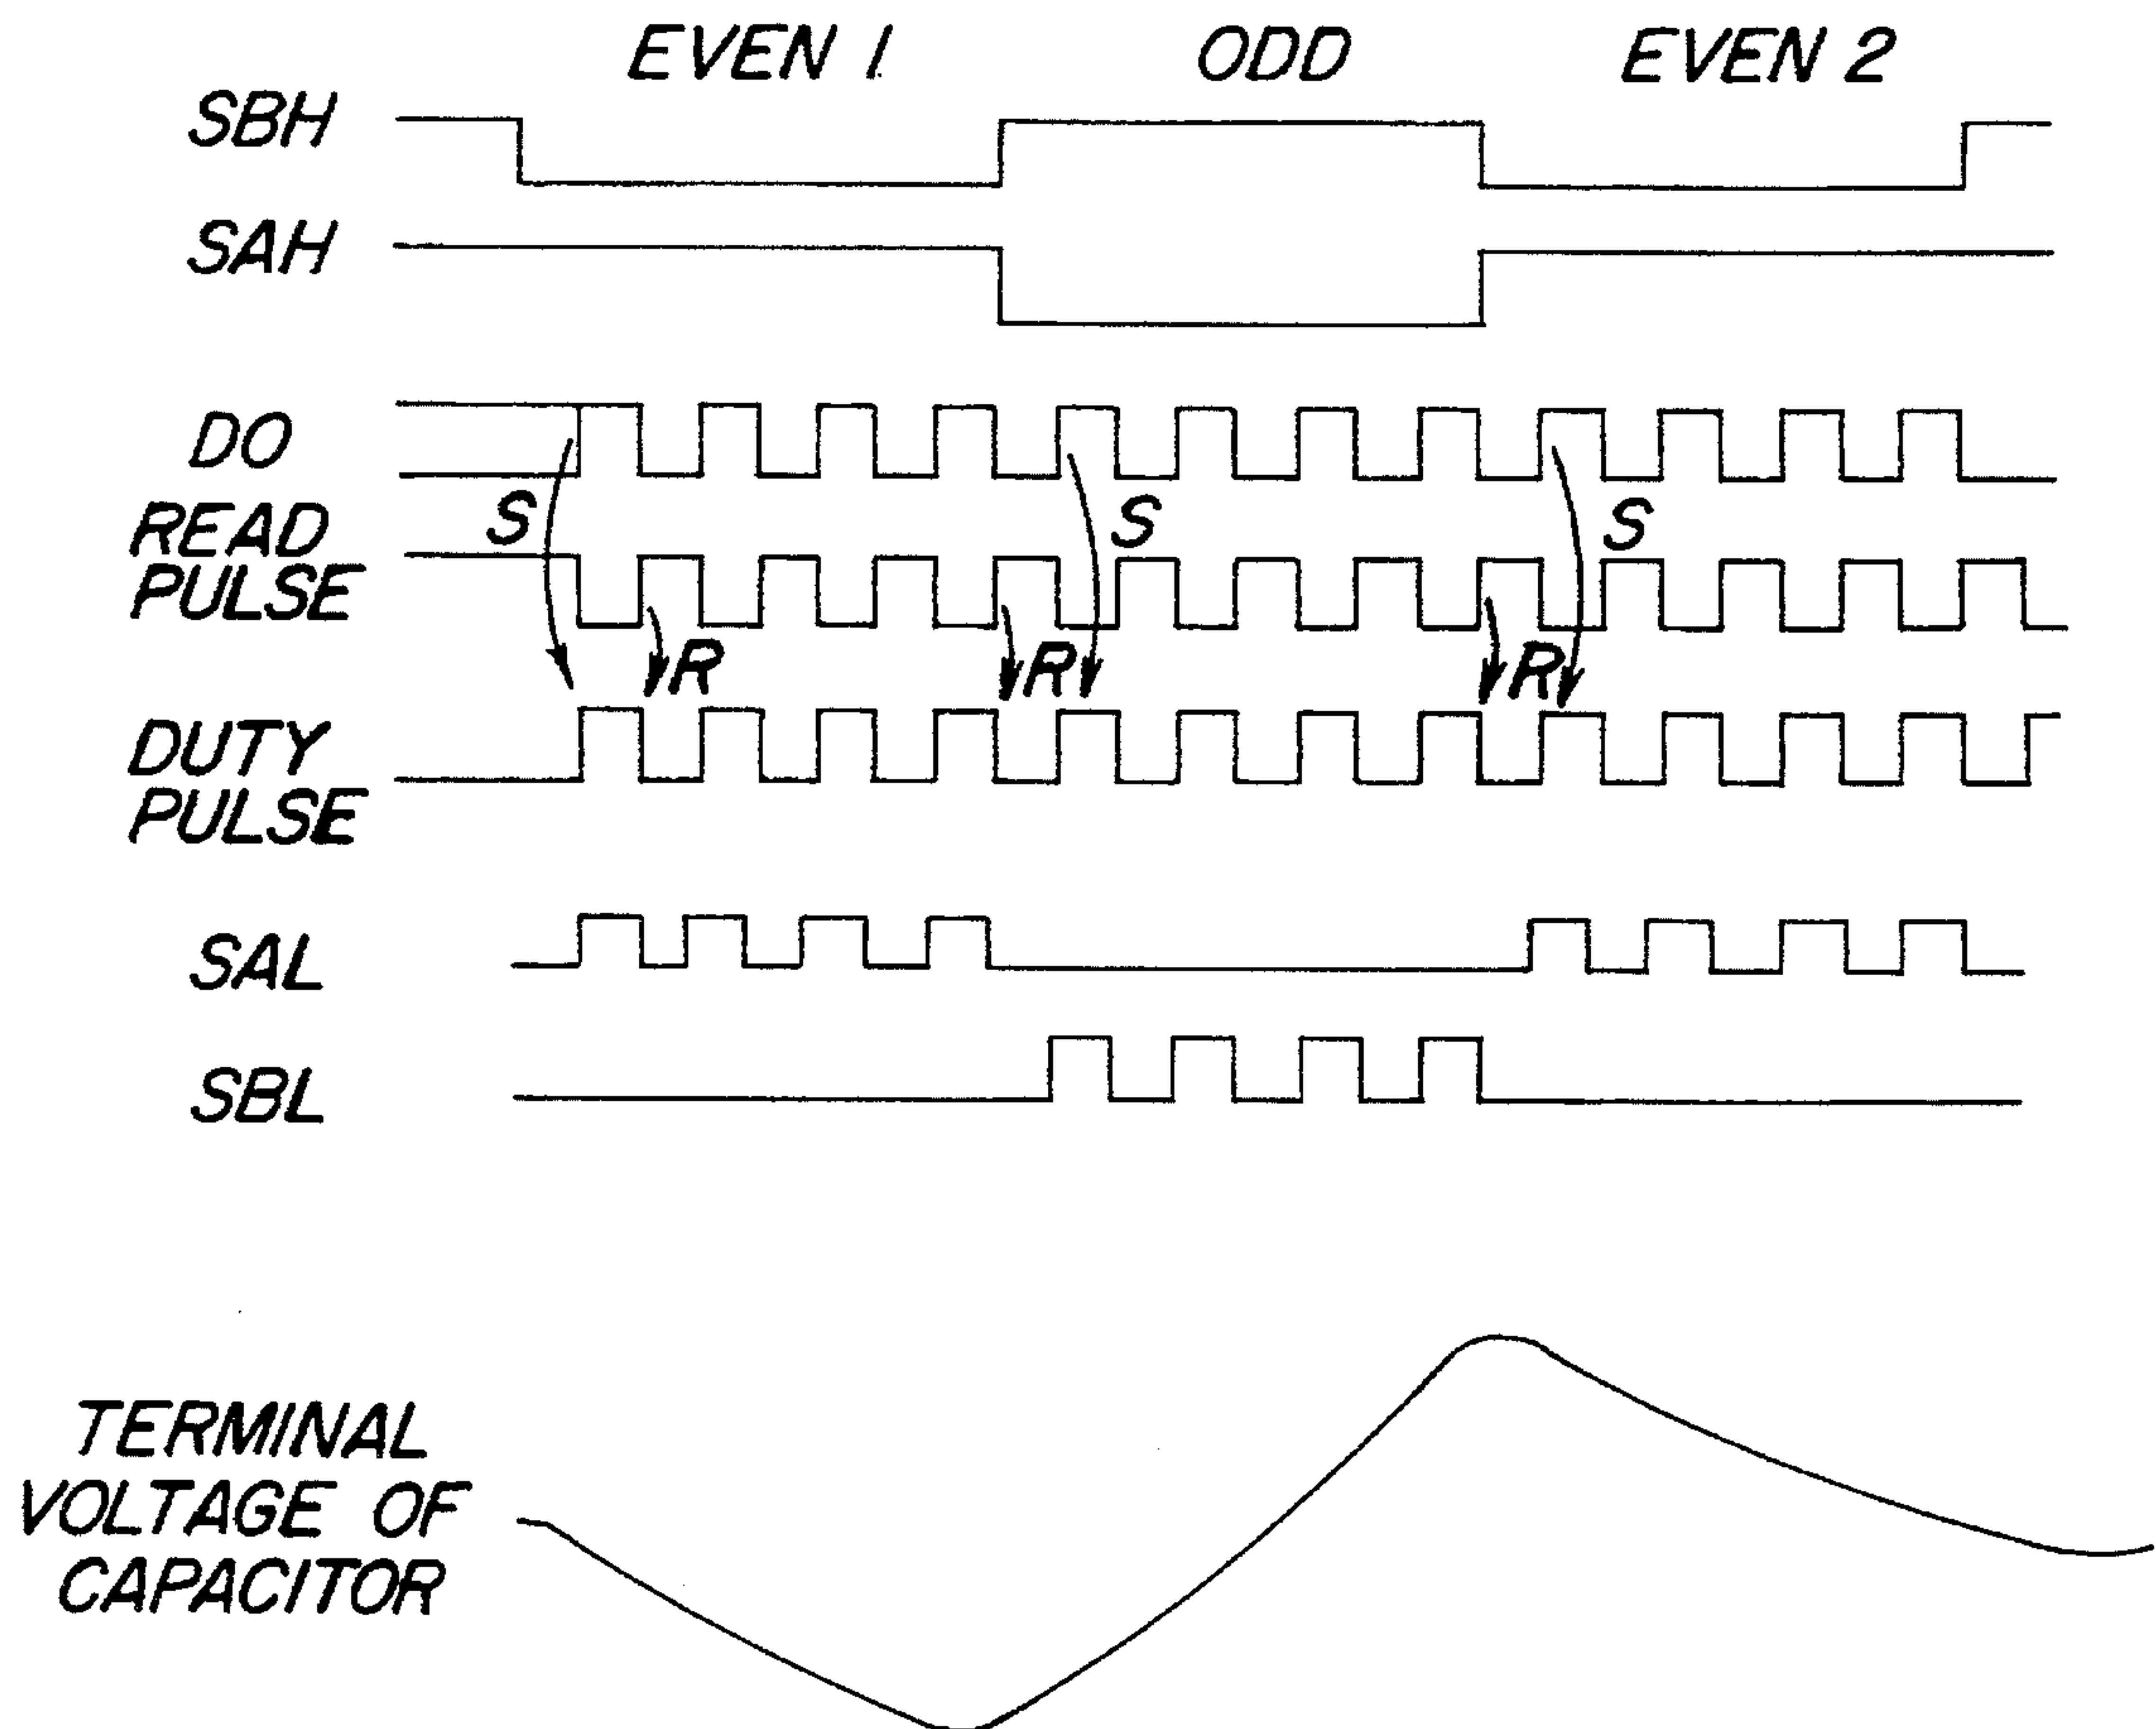 EVEN 1 ODD EVEN 2
SBH
SAH
DO
S S S
READ
PULSE
R R R
DUTY
PULSE
SAL
SBL
TERMINAL
VOLTAGE OF
CAPACITOR